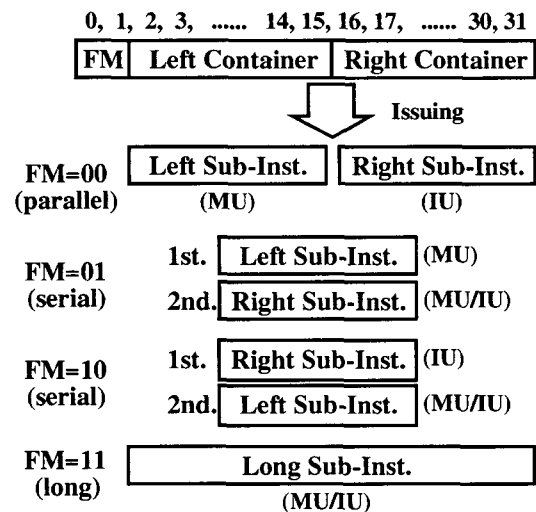 0, 1, 2, 3, ...... 14, 15, 16, 17, ...... 30, 31
FM Left Container Right Container
Issuing
FM=00
(parallel)
Left Sub-Inst. Right Sub-Inst.
(MU) (IU)
FM=01
(serial)
1st. Left Sub-Inst. (MU)
2nd. Right Sub-Inst. (MU/IU)
FM=10
(serial)
1st. Right Sub-Inst. (IU)
2nd. Left Sub-Inst. (MU/IU)
FM=11
(long)
Long Sub-Inst.
(MU/IU)